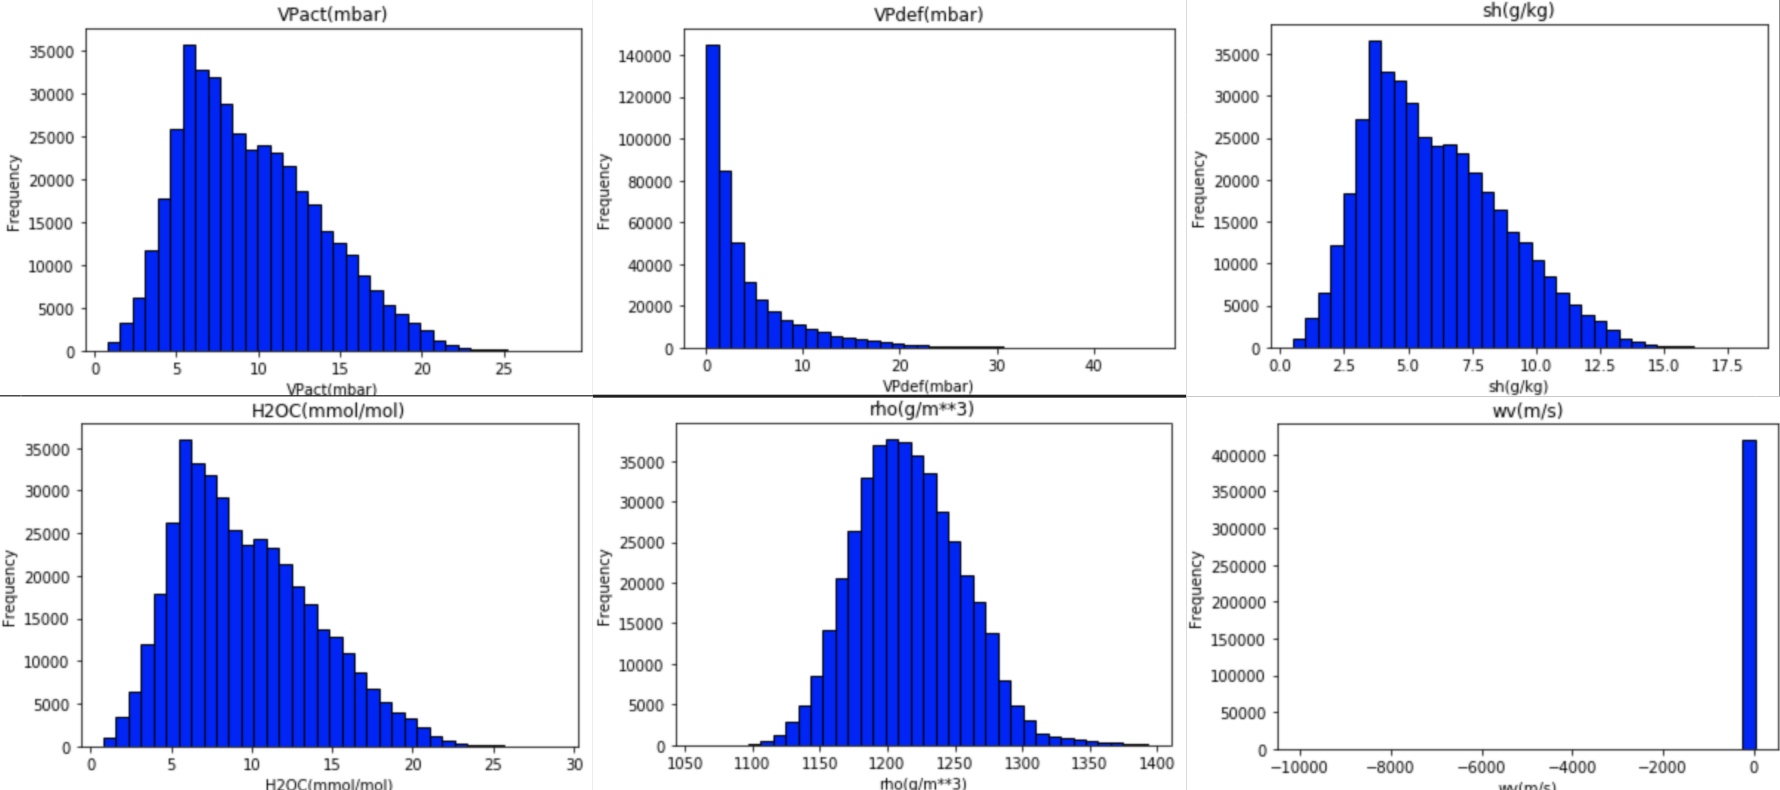 VPact(mbar)
35000
30000
25000
20000
15000
10000
5000
0
Frequency
0 5 10 15 20 25
VPact(mbar)
VPdef(mbar)
140000
120000
100000
80000
60000
40000
20000
0
Frequency
0 10 20 30 40
VPdef(mbar)
sh(g/kg)
35000
30000
25000
20000
15000
10000
5000
0
Frequency
0.0 2.5 5.0 7.5 10.0 12.5 15.0 17.5
sh(g/kg)
H2OC(mmol/mol)
35000
30000
25000
20000
15000
10000
5000
0
Frequency
0 5 10 15 20 25 30
H2OC(mmol/mol)
rho(g/m**3)
35000
30000
25000
20000
15000
10000
5000
0
Frequency
1050 1100 1150 1200 1250 1300 1350 1400
rho(g/m**3)
wv(m/s)
400000
350000
300000
250000
200000
150000
100000
50000
0
Frequency
−10000 −8000 −6000 −4000 −2000 0
wv(m/s)